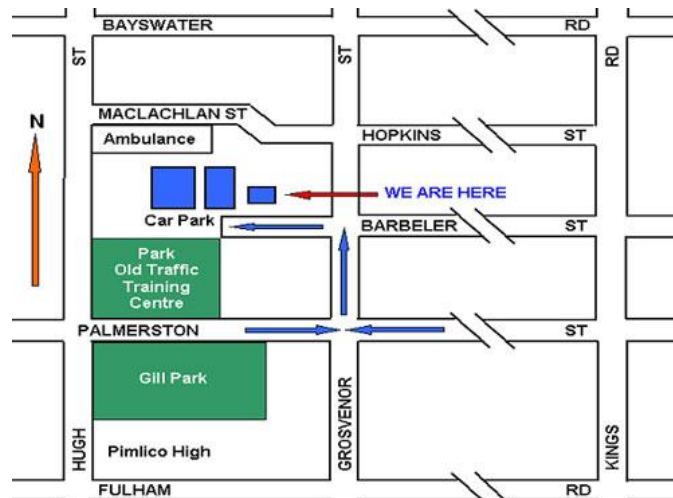 BAYSWATER RD
ST
ST
RD
MACLACHLAN ST
N
Ambulance
HOPKINS ST
WE ARE HERE
Car Park
BARBELER ST
Park
Old Traffic
Training
Centre
PALMERSTON ST
Gill Park
HUGH
GROSVENOR
KINGS
Pimlico High
FULHAM RD